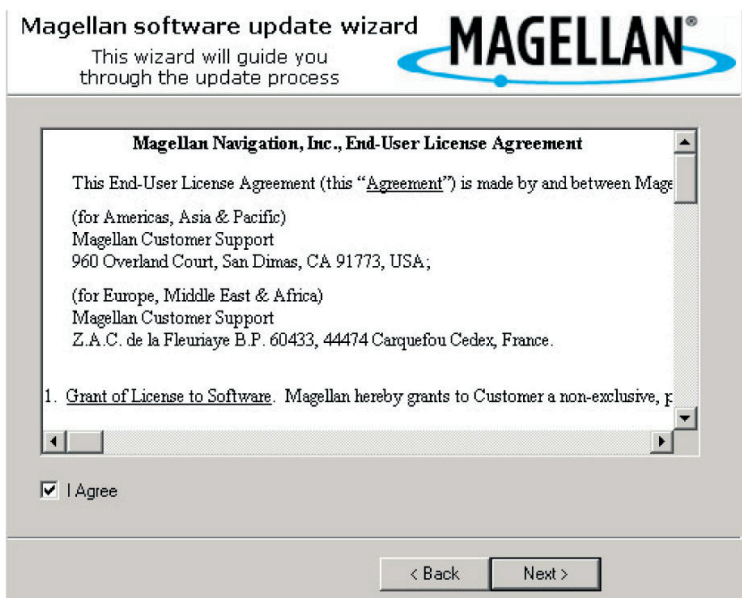 Magellan software update wizard
This wizard will guide you
through the update process
MAGELLAN®
Magellan Navigation, Inc., End-User License Agreement
This End-User License Agreement (this “Agreement”) is made by and between Mage
(for Americas, Asia & Pacific)
Magellan Customer Support
960 Overland Court, San Dimas, CA 91773, USA;
(for Europe, Middle East & Africa)
Magellan Customer Support
Z.A.C. de la Fleuriaye B.P. 60433, 44474 Carquefou Cedex, France.
1. Grant of License to Software. Magellan hereby grants to Customer a non-exclusive, p
I Agree
< Back
Next >